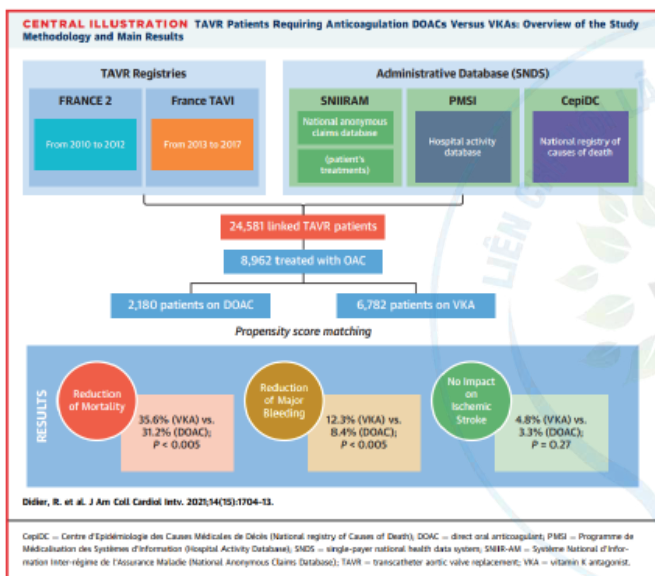 CENTRAL ILLUSTRATION TAVR Patients Requiring Anticoagulation DOACs Versus VKAs: Overview of the Study
Methodology and Main Results
TAVR Registries
Administrative Database (SNDS)
FRANCE 2
France TAVI
SNIIRAM
PMSI
CepiDC
From 2010 to 2012
From 2013 to 2017
National anonymous
claims database
(patient's
treatments)
Hospital activity
database
National registry of
causes of death
24,581 linked TAVR patients
8,962 treated with OAC
2,180 patients on DOAC
6,782 patients on VKA
Propensity score matching
RESULTS
Reduction
of Mortality
35.6% (VKA) vs.
31.2% (DOAC);
P < 0.005
Reduction
of Major
Bleeding
12.3% (VKA) vs.
8.4% (DOAC);
P < 0.005
No Impact
on
Ischemic
Stroke
4.8% (VKA) vs.
3.3% (DOAC);
P = 0.27
Didier, R. et al. J Am Coll Cardiol Intv. 2021;14(15):1704-13.
CepiDC = Centre d'Epidémiologie des Causes Médicales de Décès (National registry of Causes of Death); DOAC = direct oral anticoagulant; PMSI = Programme de
Médicalisation des Systèmes d'Information (Hospital Activity Database); SNDS = single-payer national health data system; SNIIR-AM = Système National d'Infor-
mation Inter-régime de l'Assurance Maladie (National Anonymous Claims Database); TAVR = transcatheter aortic valve replacement; VKA = vitamin K antagonist.